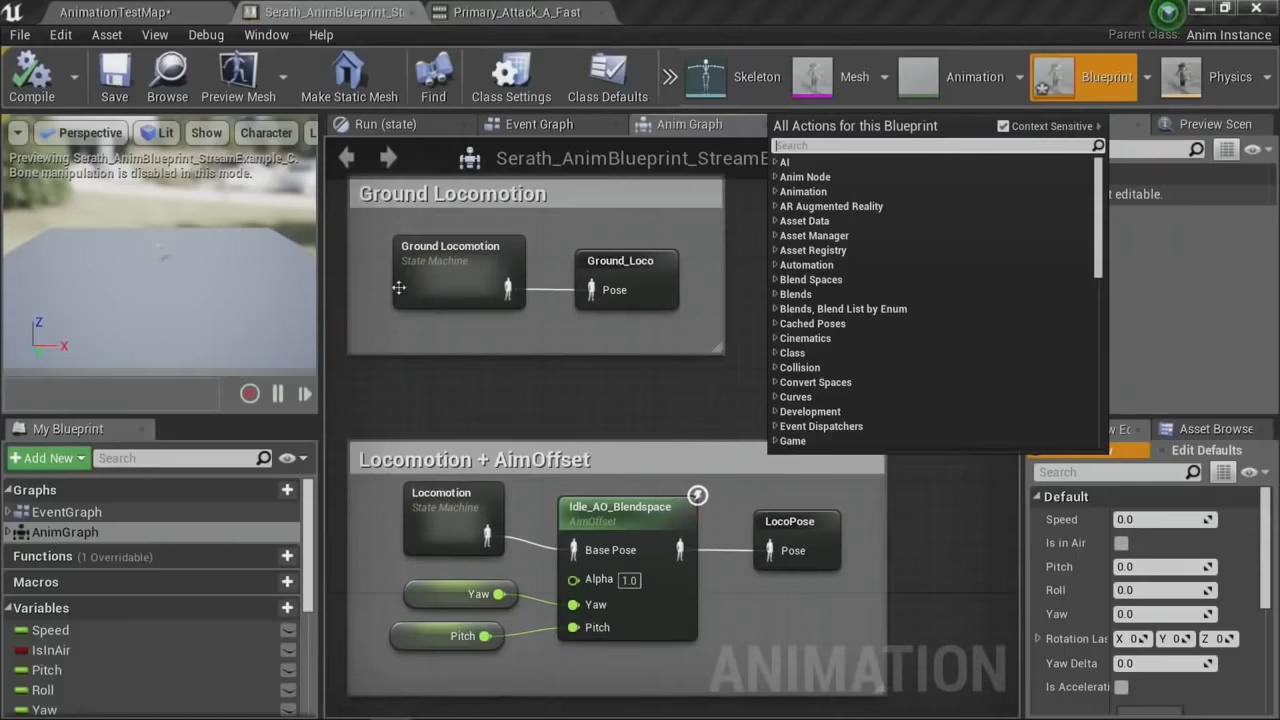 AnimationTestMap*
Serath_AnimBlueprint_St
Primary_Attack_A_Fast
File
Edit
Asset
View
Debug
Window
Help
Parent class:
Anim Instance
Compile
Save
Browse
Preview Mesh
Make Static Mesh
Find
Class Settings
Class Defaults
Skeleton
Mesh
Animation
Blueprint
Physics
Perspective
Lit
Show
Character
L
Previewing Serath_AnimBlueprint_StreamExample_C.
Bone manipulation is disabled in this mode.
Z
X
Run (state)
Event Graph
Anim Graph
Preview Scen
Serath_AnimBlueprint_StreamE
t editable.
Ground Locomotion
Ground Locomotion
State Machine
Ground_Loco
Pose
All Actions for this Blueprint
Context Sensitive
Search
AI
Anim Node
Animation
AR Augmented Reality
Asset Data
Asset Manager
Asset Registry
Automation
Blend Spaces
Blends
Blends, Blend List by Enum
Cached Poses
Cinematics
Class
Collision
Convert Spaces
Curves
Development
Event Dispatchers
Game
Locomotion + AimOffset
Locomotion
State Machine
Idle_AO_Blendspace
AimOffset
Base Pose
Alpha 1.0
Yaw
Pitch
Yaw
Pitch
LocoPose
Pose
ANIMATION
My Blueprint
Add New
Search
Graphs
EventGraph
AnimGraph
Functions (1 Overridable)
Macros
Variables
Speed
IsInAir
Pitch
Roll
Yaw
Asset Browse
Edit Defaults
Search
Default
Speed 0.0
Is in Air
Pitch 0.0
Roll 0.0
Yaw 0.0
Rotation Las X 0 Y 0 Z 0
Yaw Delta 0.0
Is Accelerati